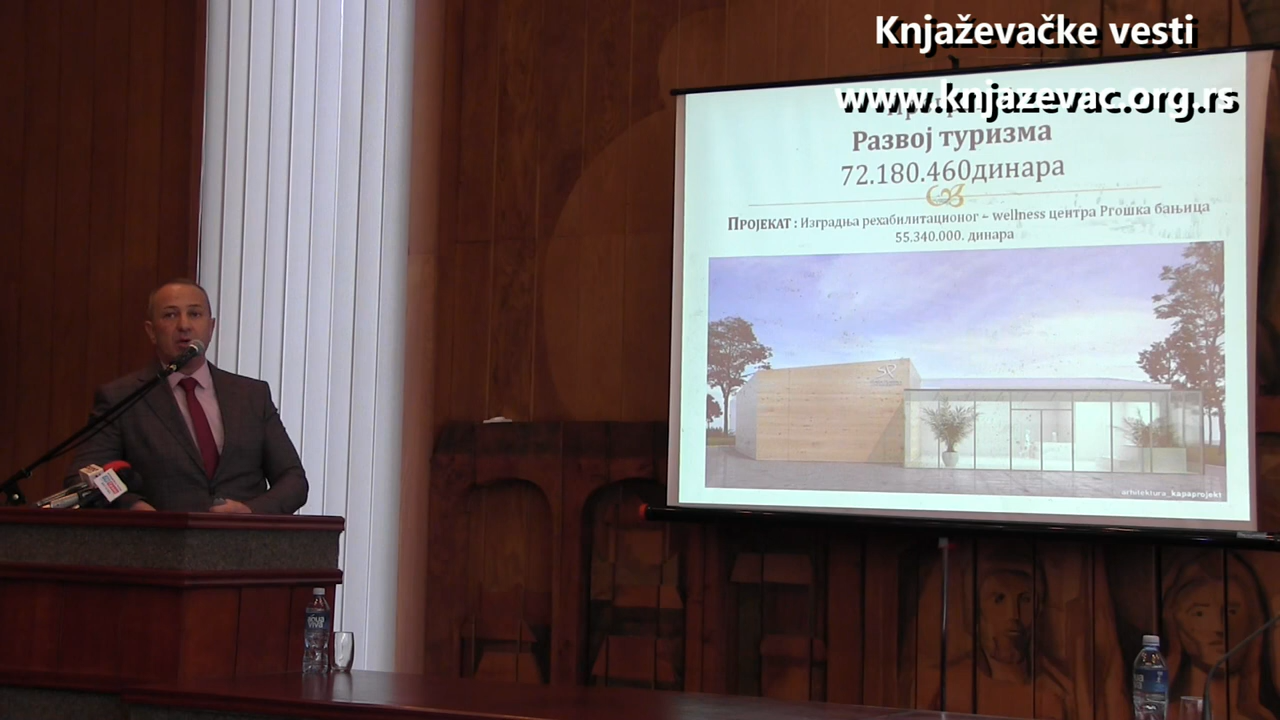 Knjaževačke vesti
www.knjazevac.org.rs
Развој туризма
72.180.460динара
ПРОЈЕКАТ : Изградња рехабилитационог – wellness центра Ргошка бањица
55.340.000. динара
arhitektura_kapaprojekt